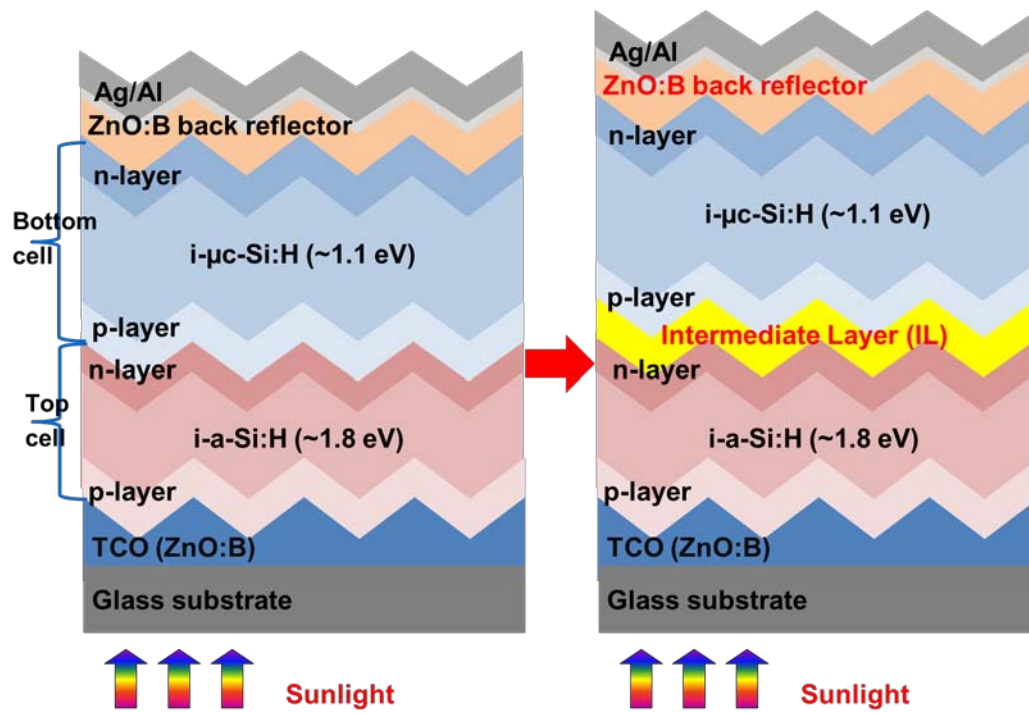 Ag/Al
ZnO:B back reflector
n-layer
Bottom
cell
i-μc-Si:H (~1.1 eV)
p-layer
n-layer
Top
cell
i-a-Si:H (~1.8 eV)
p-layer
TCO (ZnO:B)
Glass substrate
Sunlight
Ag/Al
ZnO:B back reflector
n-layer
i-μc-Si:H (~1.1 eV)
p-layer
Intermediate Layer (IL)
n-layer
i-a-Si:H (~1.8 eV)
p-layer
TCO (ZnO:B)
Glass substrate
Sunlight